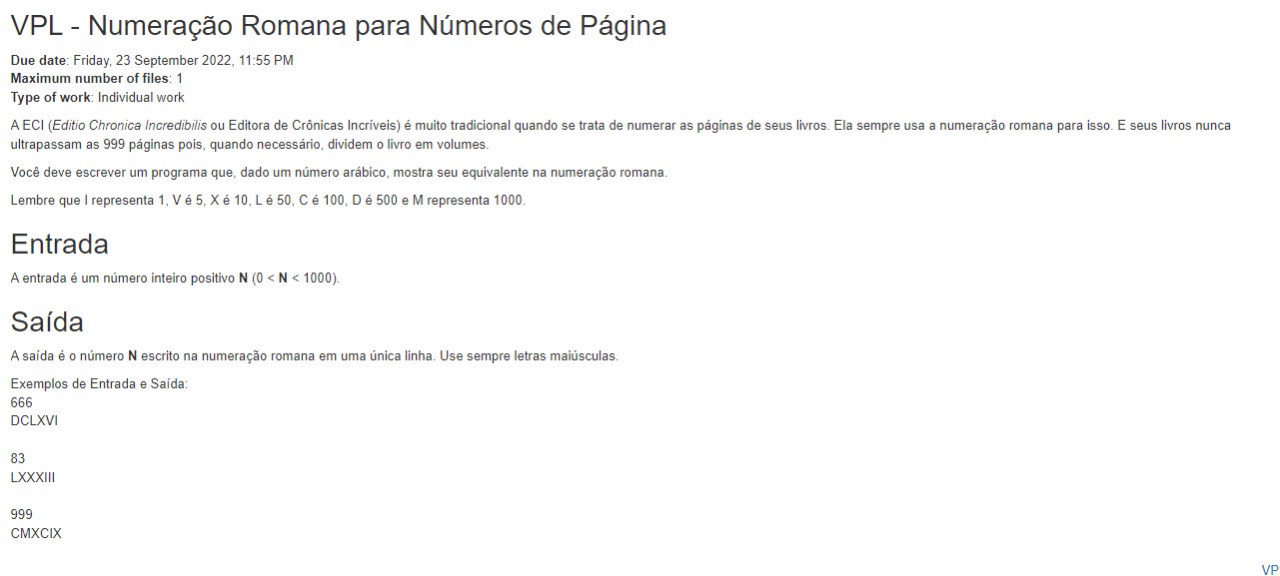 VPL - Numeração Romana para Números de Página
Due date: Friday, 23 September 2022, 11:55 PM
Maximum number of files: 1
Type of work: Individual work
A ECI (Editio Chronica Incredibilis ou Editora de Crônicas Incríveis) é muito tradicional quando se trata de numerar as páginas de seus livros. Ela sempre usa a numeração romana para isso. E seus livros nunca
ultrapassam as 999 páginas pois, quando necessário, dividem o livro em volumes.
Você deve escrever um programa que, dado um número arábico, mostra seu equivalente na numeração romana.
Lembre que I representa 1, V é 5, X é 10, L é 50, C é 100, D é 500 e M representa 1000.
Entrada
A entrada é um número inteiro positivo N (0 < N < 1000).
Saída
A saída é o número N escrito na numeração romana em uma única linha. Use sempre letras maiúsculas.
Exemplos de Entrada e Saída:
666
DCLXVI
83
LXXXIII
999
CMXCIX
VP